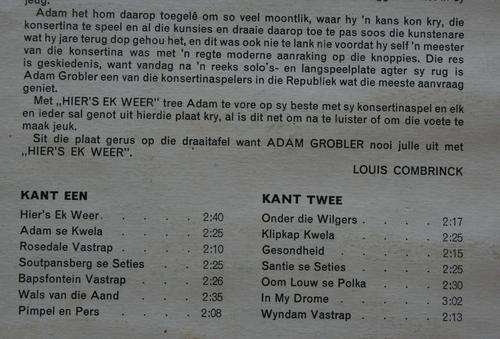 jeug.
Adam het hom daarop toegelê om so veel moontlik, waar hy 'n kans kon kry, die
konsertina te speel en al die kunsies en draaie daarop toe te pas soos die kunstenare
wat hy jare terug dop gehou het, en dit was ook nie te lank nie voordat hy self 'n meester
van die konsertina was met 'n regte moderne aanraking op die knoppies. Die res
is geskiedenis, want vandag na 'n reeks solo's- en langspeelplate agter sy rug is
Adam Grobler een van die konsertinaspelers in die Republiek wat die meeste aanvraag
geniet.
Met „HIER'S EK WEER” tree Adam te vore op sy beste met sy konsertinaspel en elk
en ieder sal genot uit hierdie plaat kry, al is dit net om na te luister of om die voete te
maak jeuk.
Sit die plaat gerus op die draaitafel want ADAM GROBLER nooi julle uit met
„HIER'S EK WEER”.
LOUIS COMBRINCK
KANT EEN
Hier's Ek Weer. . . . . 2:40
Adam se Kwela . . . . 2:25
Rosedale Vastrap . . . . 2:10
Soutpansberg se Seties . . . 2:25
Bapsfontein Vastrap . . . 2:26
Wals van die Aand . . . 2:35
Pimpel en Pers . . . . 2:08
KANT TWEE
Onder die Wilgers . . . . 2:17
Klipkap Kwela . . . . 2:25
Gesondheid . . . . 2:15
Santie se Seties . . . . 2:25
Oom Louw se Polka . . . 2:30
In My Drome . . . . 3:02
Wyndam Vastrap . . . . 2:13